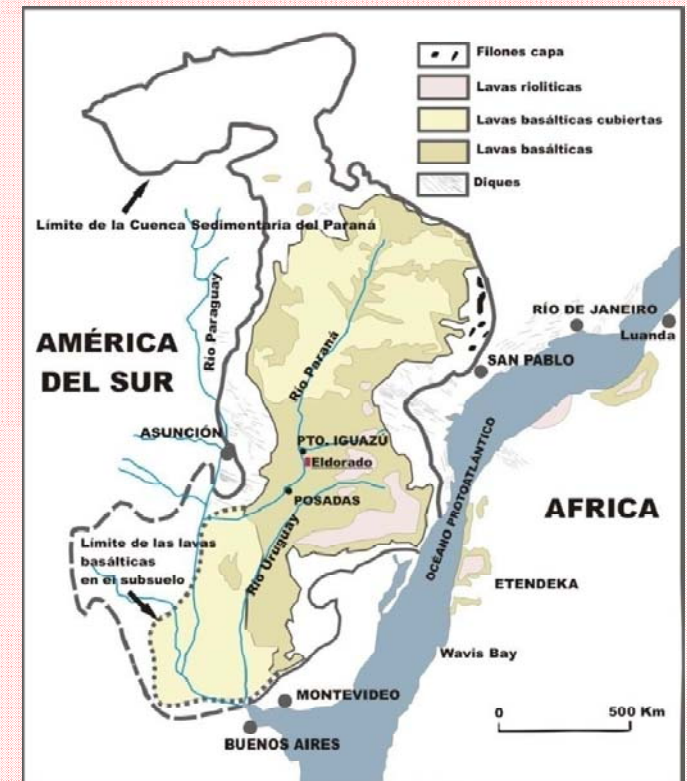 Filones capa
Lavas rioliticas
Lavas basálticas cubiertas
Lavas basálticas
Diques
Límite de la Cuenca Sedimentaria del Paraná
Río Paraguay
AMÉRICA
DEL SUR
Río Paraná
RÍO DE JANEIRO
Luanda
SAN PABLO
ASUNCIÓN
PTO. IGUAZÚ
Eldorado
POSADAS
OCÉANO PROTOATLÁNTICO
AFRICA
Límite de las lavas
basálticas
en el subsuelo
Río Uruguay
ETENDEKA
Wavis Bay
MONTEVIDEO
BUENOS AIRES
0 500 Km